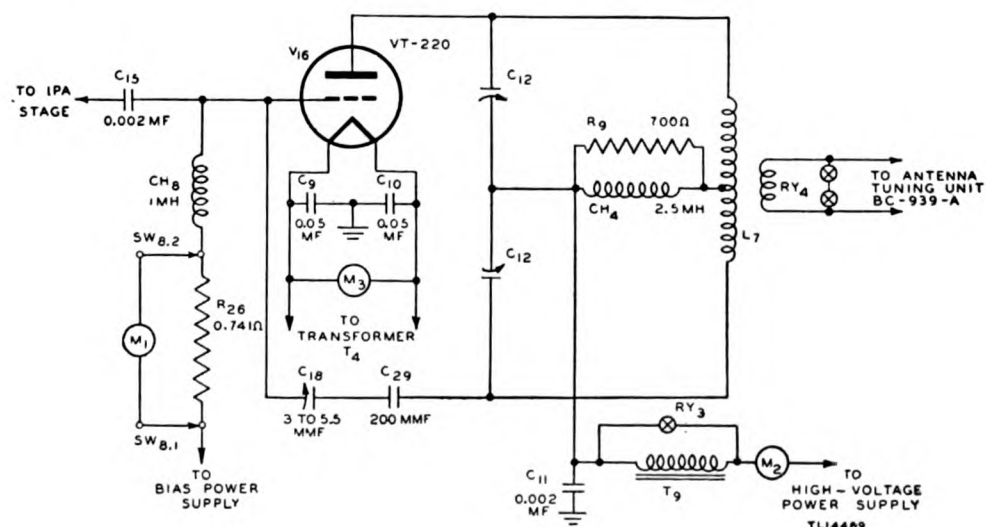 VT-220
V16
C15
TO IPA
STAGE
0.002 MF
C12
R9 700Ω
CH8
1MH
C9
C10
0.05
MF
0.05
MF
CH4 2.5 MH
RY4
TO ANTENNA
TUNING UNIT
BC-939-A
L7
SW8.2
C12
M3
R26
0.741Ω
M1
TO
TRANSFORMER
T4
C18
C29
3 TO 5.5
MMF
200 MMF
RY3
SW8.1
M2
TO
BIAS POWER
SUPPLY
C11
0.002
MF
T9
TO
HIGH-VOLTAGE
POWER SUPPLY
TL14489